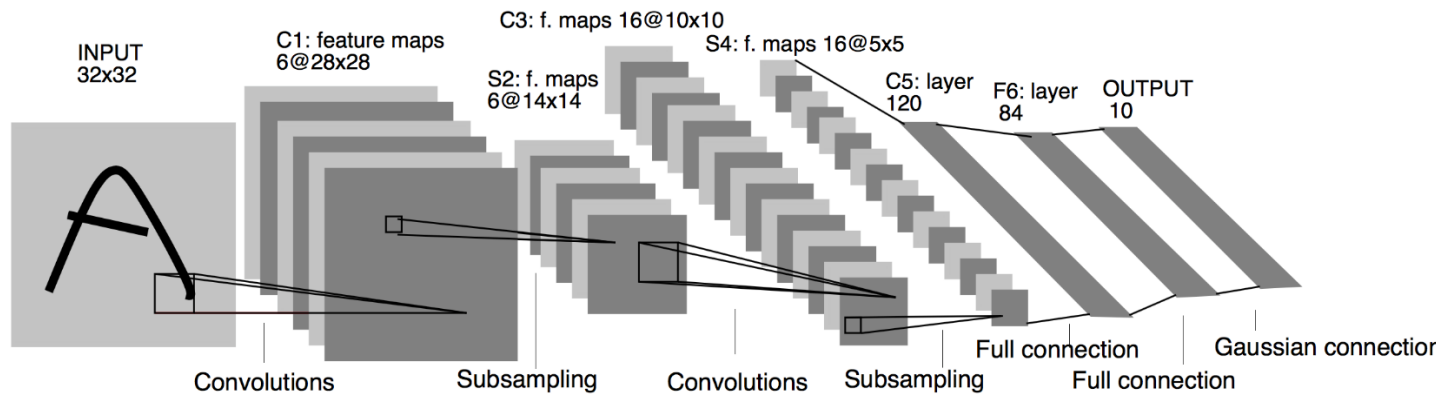 INPUT
32x32
C1: feature maps
6@28x28
S2: f. maps
6@14x14
C3: f. maps 16@10x10
S4: f. maps 16@5x5
C5: layer
120
F6: layer
84
OUTPUT
10
Convolutions
Subsampling
Convolutions
Subsampling
Full connection
Full connection
Gaussian connection